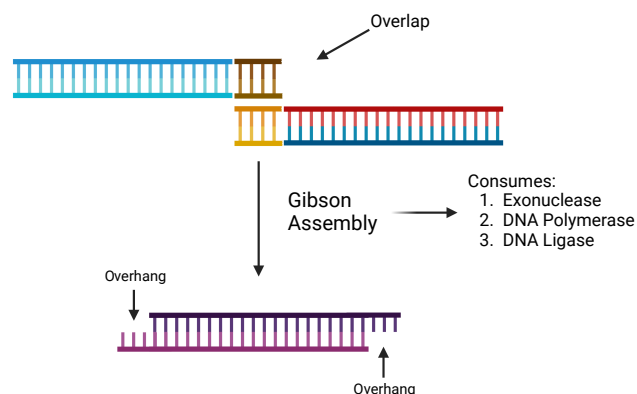 Overlap
Gibson
Assembly
Consumes:
1. Exonuclease
2. DNA Polymerase
3. DNA Ligase
Overhang
Overhang